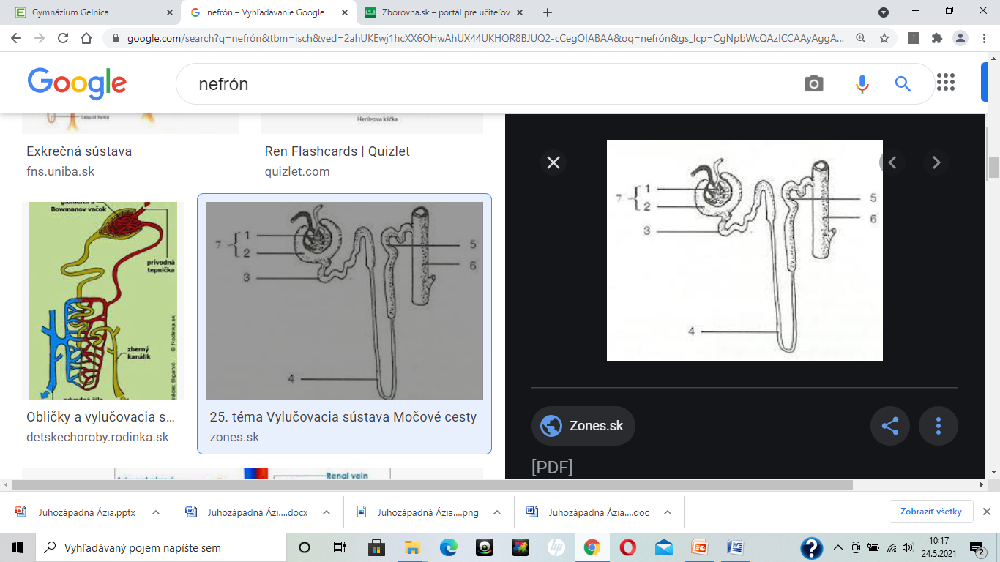 Gymnázium Gelnica
nefrón – Vyhľadávanie Google
Zborovna.sk – portál pre učiteľov
google.com/search?q=nefrón&tbm=isch&ved=2ahUKEwj1hcXX6OHwAhUX44UKHQR8BJUQ2-cCegQIABAA&oq=nefrón&gs_lcp=CgNpbWcQAzICCAAyAggA...
Google
nefrón
Loop of Henle
Henleova kľučka
Exkrečná sústava
fns.uniba.sk
Ren Flashcards | Quizlet
quizlet.com
Bowmanov vačok
prívodná
tepnička
zberný
kanálik
© Rodinka.sk
Obličky a vylučovacia s...
detskechoroby.rodinka.sk
7 { 1
2
3
4
5
6
25. téma Vylučovacia sústava Močové cesty
zones.sk
7 { 1
2
3
4
5
6
Zones.sk
[PDF]
Renal vein
Juhozápadná Ázia.pptx
Juhozápadná Ázi....docx
Juhozápadná Ázia....png
Juhozápadná Ázia....doc
Zobraziť všetky
Vyhľadávaný pojem napíšte sem
10:17
24.5.2021
2